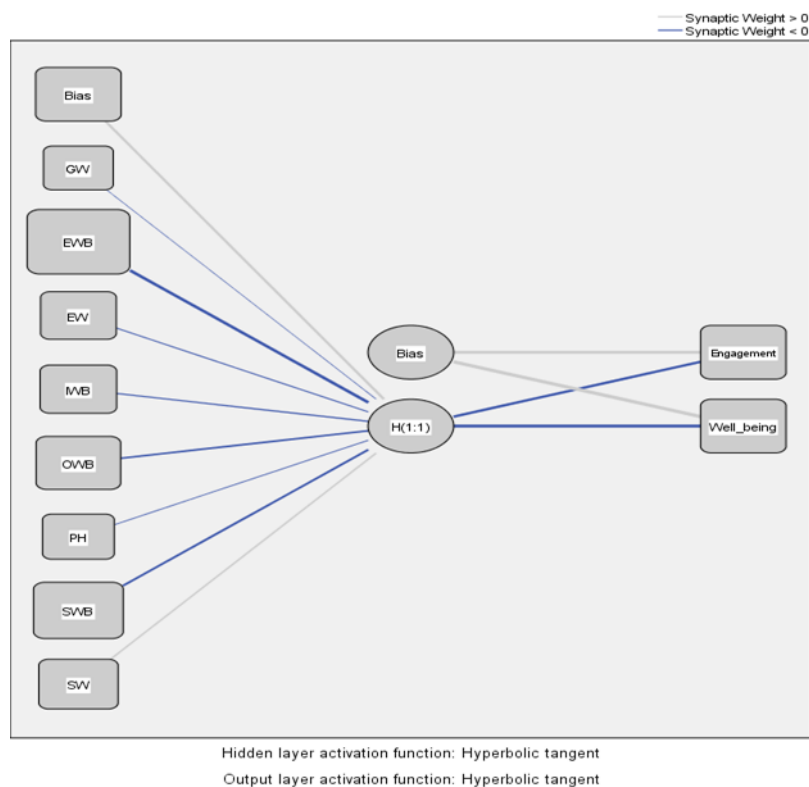 Synaptic Weight > 0
Synaptic Weight < 0
Bias
GW
EWB
EW
IWB
OWB
PH
SWB
SW
Bias
H(1:1)
Engagement
Well_being
Hidden layer activation function: Hyperbolic tangent
Output layer activation function: Hyperbolic tangent